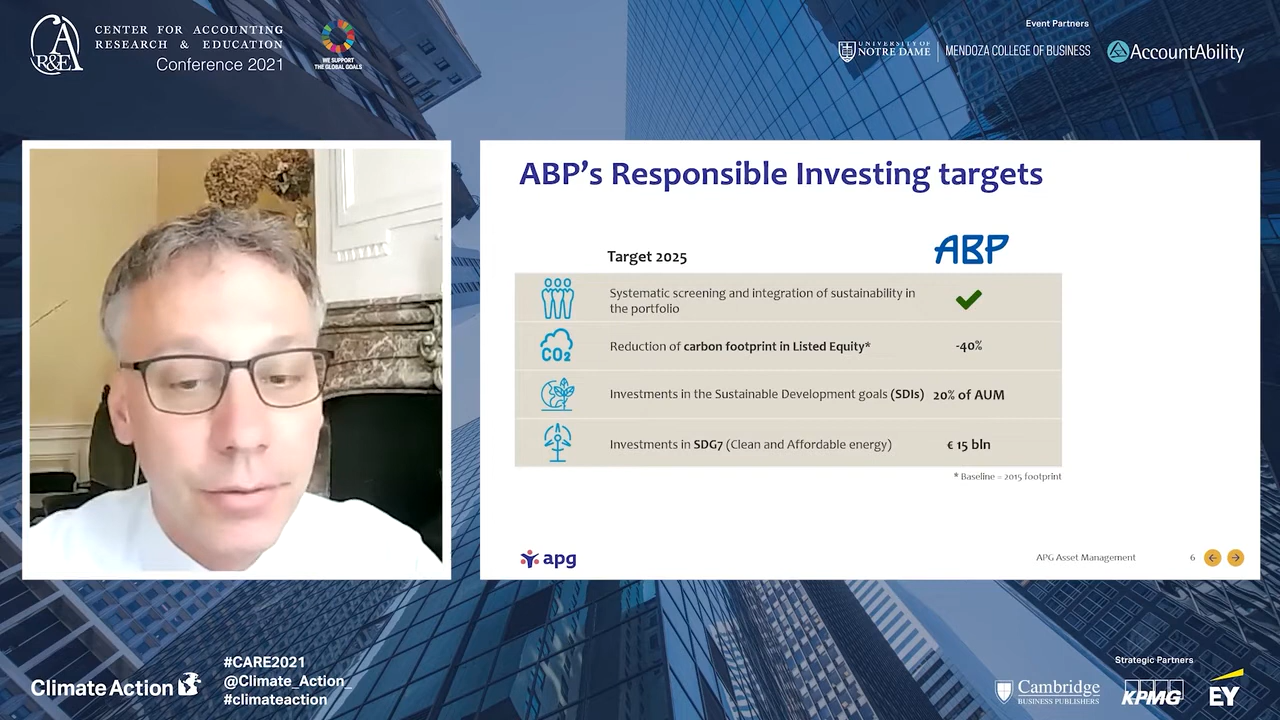 CENTER FOR ACCOUNTING
RESEARCH & EDUCATION
Conference 2021
CA
R&E
WE SUPPORT
THE GLOBAL GOALS
Event Partners
UNIVERSITY OF
NOTRE DAME
MENDOZA COLLEGE OF BUSINESS
AccountAbility
ABP's Responsible Investing targets
Target 2025
ABP
Systematic screening and integration of sustainability in
the portfolio
CO2
Reduction of carbon footprint in Listed Equity*
-40%
Investments in the Sustainable Development goals (SDIs)
20% of AUM
Investments in SDG7 (Clean and Affordable energy)
€ 15 bln
* Baseline = 2015 footprint
apg
APG Asset Management
6
Climate Action
#CARE2021
@Climate_Action_
#climateaction
Strategic Partners
Cambridge
BUSINESS PUBLISHERS
KPMG
EY